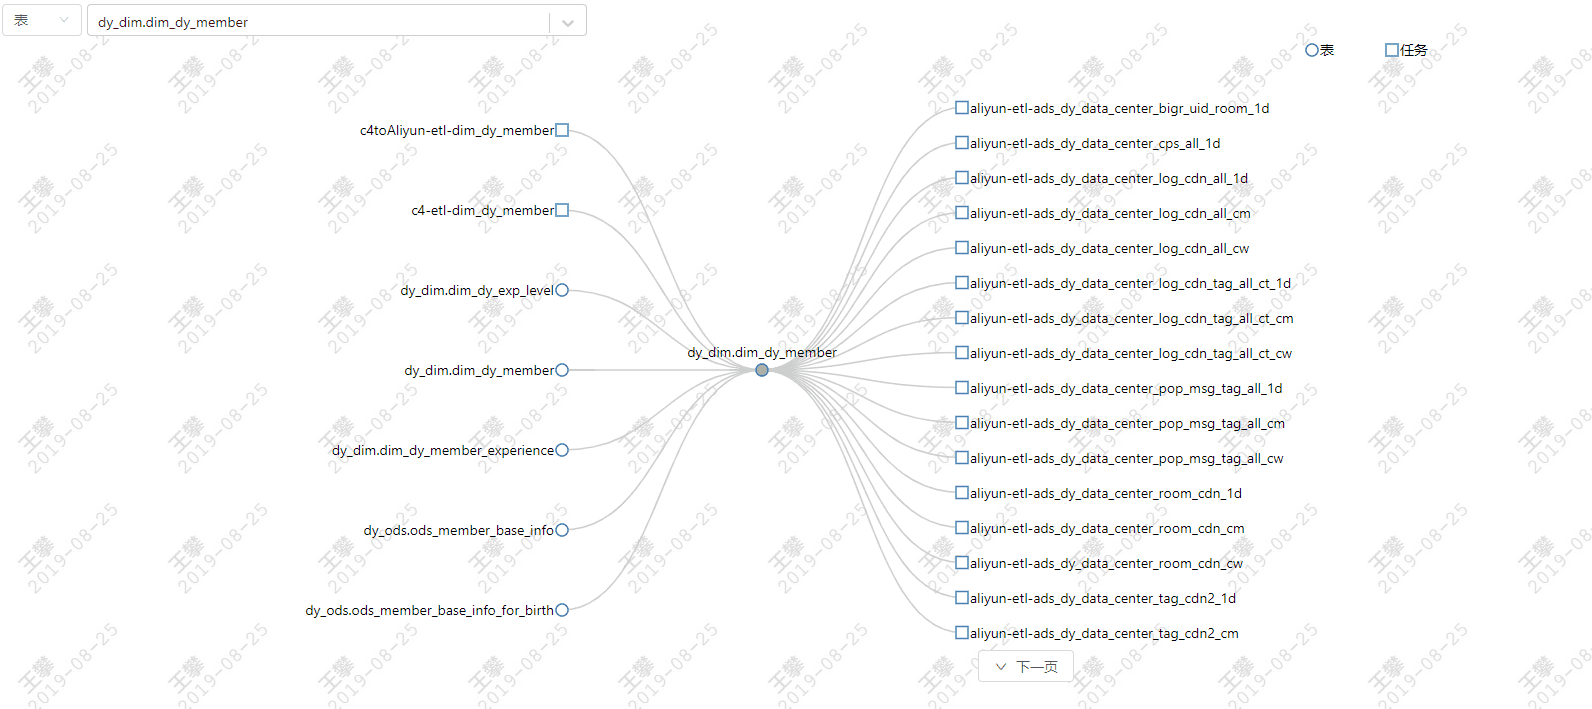 表
dy_dim.dim_dy_member
表
任务
c4toAliyun-etl-dim_dy_member
c4-etl-dim_dy_member
dy_dim.dim_dy_exp_level
dy_dim.dim_dy_member
dy_dim.dim_dy_member_experience
dy_ods.ods_member_base_info
dy_ods.ods_member_base_info_for_birth
dy_dim.dim_dy_member
aliyun-etl-ads_dy_data_center_bigr_uid_room_1d
aliyun-etl-ads_dy_data_center_cps_all_1d
aliyun-etl-ads_dy_data_center_log_cdn_all_1d
aliyun-etl-ads_dy_data_center_log_cdn_all_cm
aliyun-etl-ads_dy_data_center_log_cdn_all_cw
aliyun-etl-ads_dy_data_center_log_cdn_tag_all_ct_1d
aliyun-etl-ads_dy_data_center_log_cdn_tag_all_ct_cm
aliyun-etl-ads_dy_data_center_log_cdn_tag_all_ct_cw
aliyun-etl-ads_dy_data_center_pop_msg_tag_all_1d
aliyun-etl-ads_dy_data_center_pop_msg_tag_all_cm
aliyun-etl-ads_dy_data_center_pop_msg_tag_all_cw
aliyun-etl-ads_dy_data_center_room_cdn_1d
aliyun-etl-ads_dy_data_center_room_cdn_cm
aliyun-etl-ads_dy_data_center_room_cdn_cw
aliyun-etl-ads_dy_data_center_tag_cdn2_1d
aliyun-etl-ads_dy_data_center_tag_cdn2_cm
下一页
王攀
2019-08-25